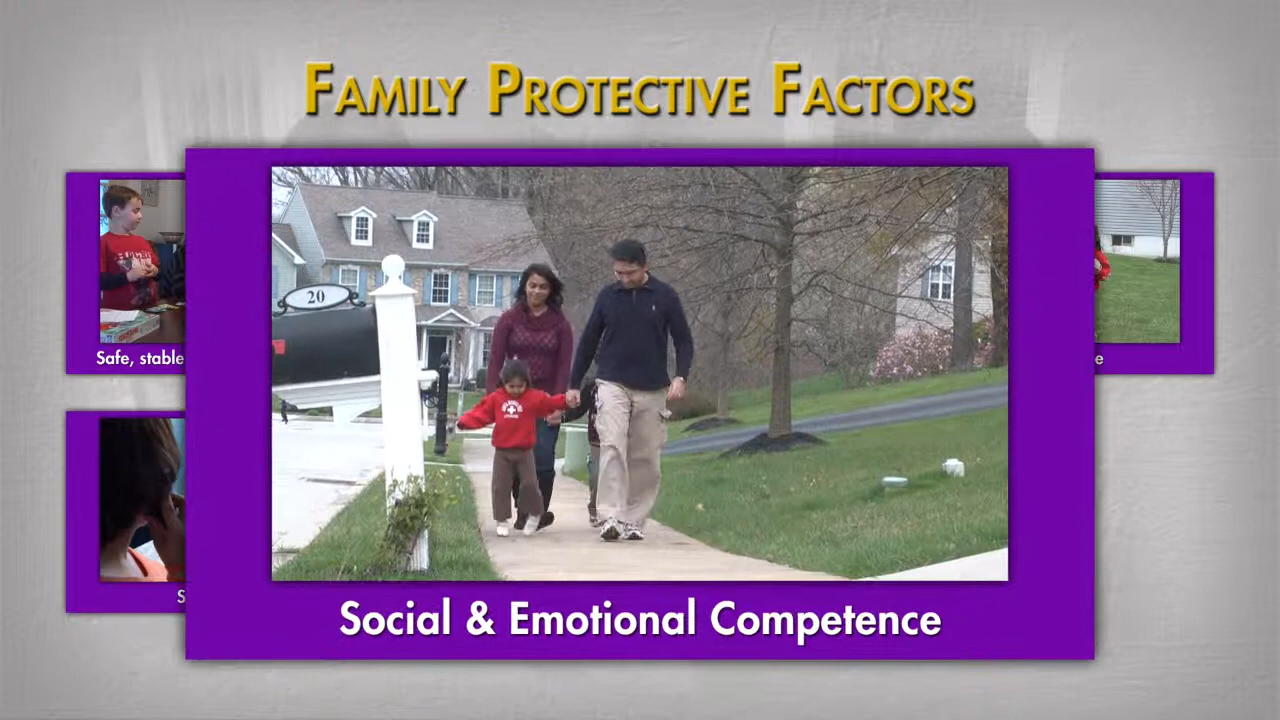 FAMILY PROTECTIVE FACTORS
20
Safe, stable
e
S
Social & Emotional Competence